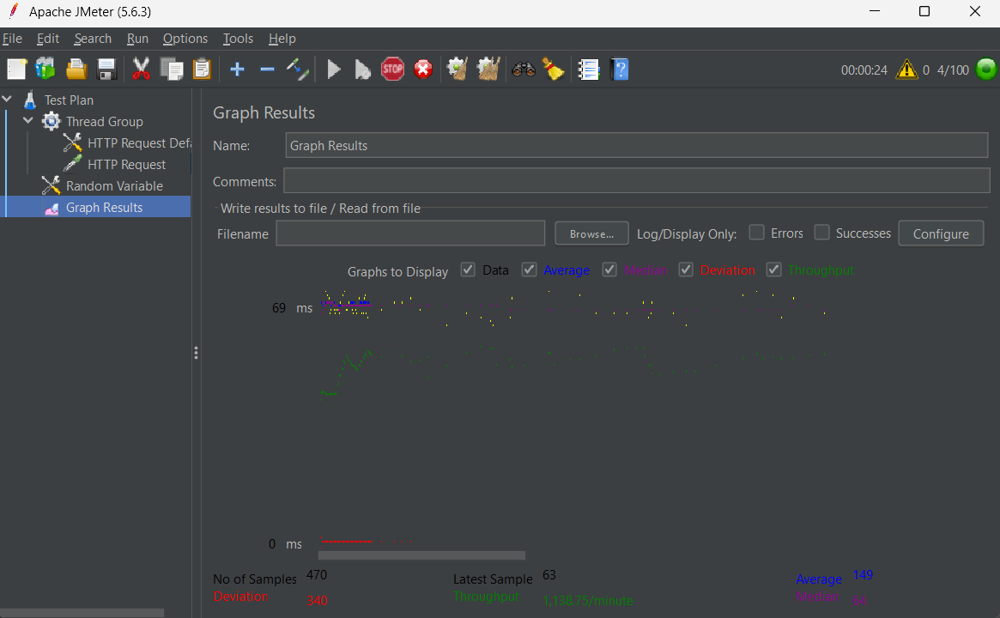 Apache JMeter (5.6.3)
File Edit Search Run Options Tools Help
STOP 00:00:24 0 4/100
Test Plan
Thread Group
HTTP Request Defa
HTTP Request
Random Variable
Graph Results
Graph Results
Name: Graph Results
Comments:
Write results to file / Read from file
Filename Browse... Log/Display Only: Errors Successes Configure
Graphs to Display Data Average Median Deviation Throughput
69 ms
0 ms
No of Samples 470 Latest Sample 63 Average 149
Deviation 340 Throughput 1,138.75/minute Median 64